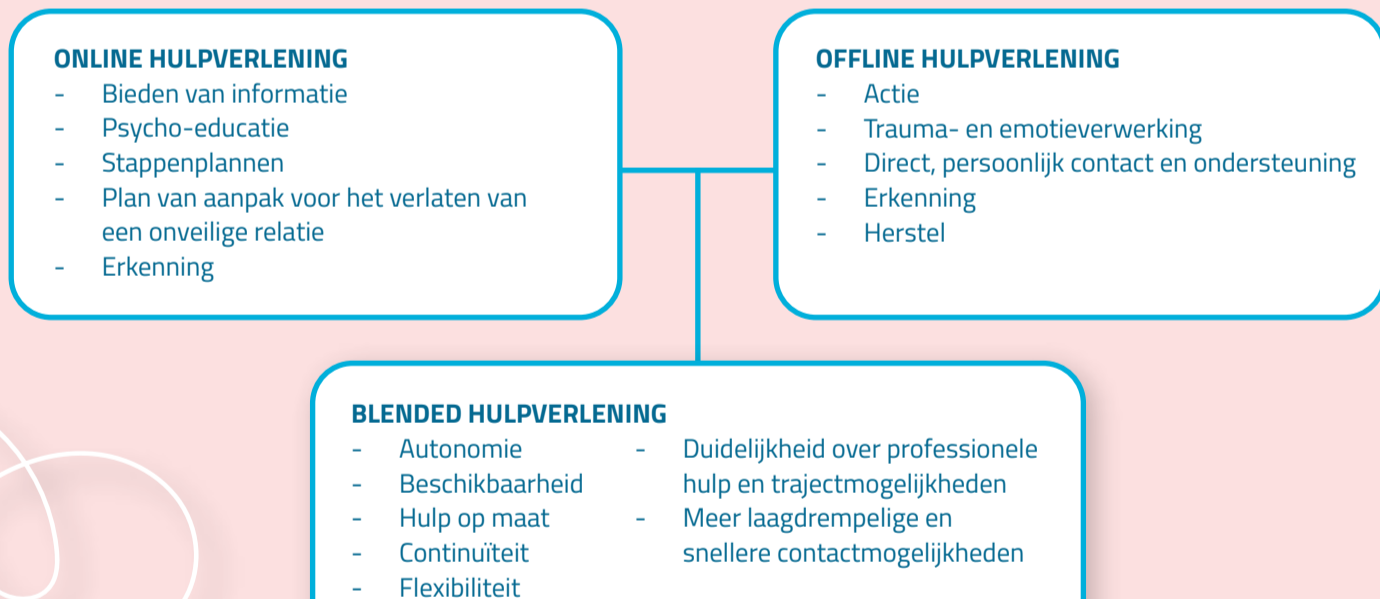 ONLINE HULPVERLENING
- Bieden van informatie
- Psycho-educatie
- Stappenplannen
- Plan van aanpak voor het verlaten van
een onveilige relatie
- Erkenning
OFFLINE HULPVERLENING
- Actie
- Trauma- en emotieverwerking
- Direct, persoonlijk contact en ondersteuning
- Erkenning
- Herstel
BLENDED HULPVERLENING
- Autonomie
- Beschikbaarheid
- Hulp op maat
- Continuïteit
- Flexibiliteit
- Duidelijkheid over professionele
hulp en trajectmogelijkheden
- Meer laagdrempelige en
snellere contactmogelijkheden